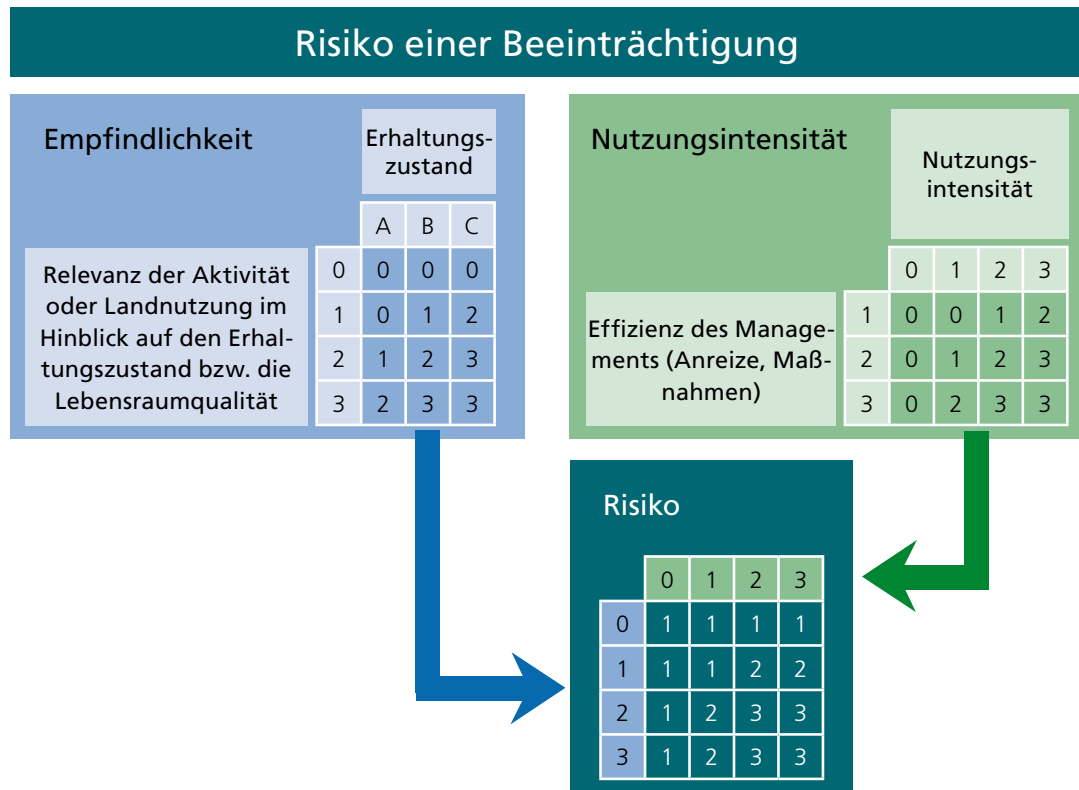 Risiko einer Beeinträchtigung
Empfindlichkeit
Erhaltungs-
zustand
A B C
Relevanz der Aktivität
oder Landnutzung im
Hinblick auf den Erhal-
tungszustand bzw. die
Lebensraumqualität
0 0 0 0
1 0 1 2
2 1 2 3
3 2 3 3
Nutzungsintensität
Nutzungs-
intensität
0 1 2 3
Effizienz des Manage-
ments (Anreize, Maß-
nahmen)
1 0 0 1 2
2 0 1 2 3
3 0 2 3 3
Risiko
0 1 2 3
0 1 1 1 1
1 1 1 2 2
2 1 2 3 3
3 1 2 3 3